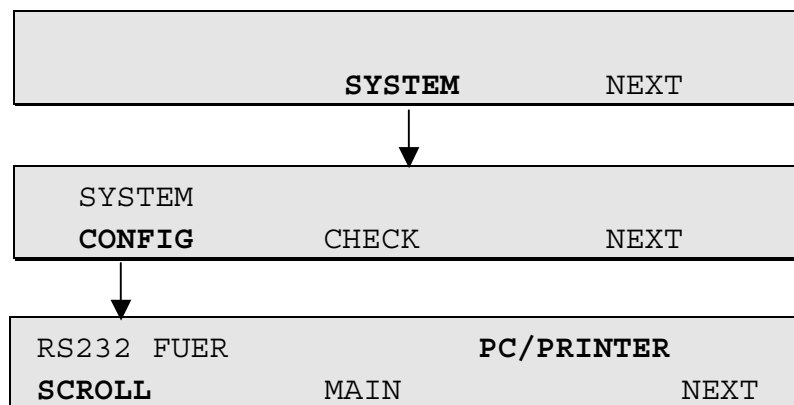 SYSTEM NEXT
SYSTEM
CONFIG CHECK NEXT
RS232 FUER PC/PRINTER
SCROLL MAIN NEXT